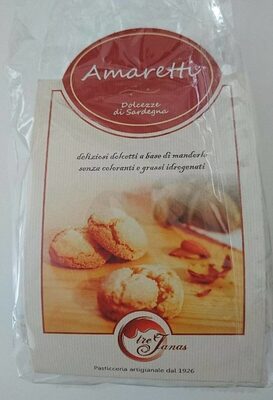 Amaretti
Dolcezze
di Sardegna
deliziosi dolcetti a base di mandorle
senza coloranti e grassi idrogenati
tre Janas
Pasticceria artigianale dal 1926